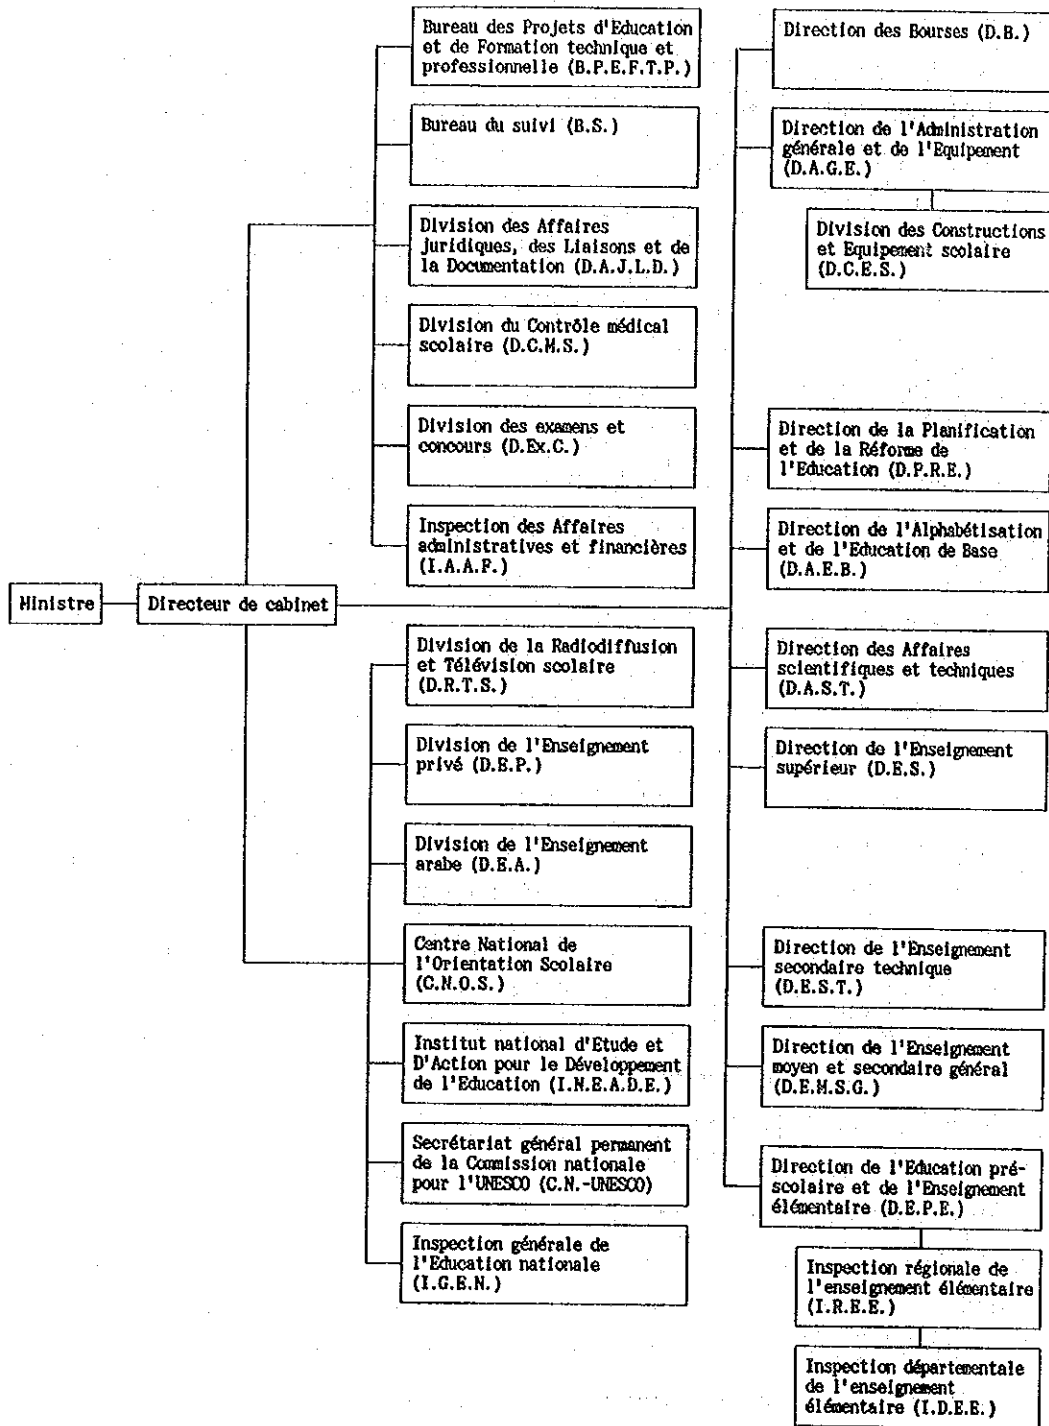 Ministre
Directeur de cabinet
Bureau des Projets d'Education
et de Formation technique et
professionnelle (B.P.E.F.T.P.)
Bureau du suivi (B.S.)
Division des Affaires
juridiques, des Liaisons et de
la Documentation (D.A.J.L.D.)
Division du Contrôle médical
scolaire (D.C.M.S.)
Division des examens et
concours (D.Ex.C.)
Inspection des Affaires
administratives et financières
(I.A.A.F.)
Division de la Radiodiffusion
et Télévision scolaire
(D.R.T.S.)
Division de l'Enseignement
privé (D.E.P.)
Division de l'Enseignement
arabe (D.E.A.)
Centre National de
l'Orientation Scolaire
(C.N.O.S.)
Institut national d'Etude et
D'Action pour le Développement
de l'Education (I.N.E.A.D.E.)
Secrétariat général permanent
de la Commission nationale
pour l'UNESCO (C.N.-UNESCO)
Inspection générale de
l'Education nationale
(I.G.E.N.)
Direction des Bourses (D.B.)
Direction de l'Administration
générale et de l'Equipement
(D.A.G.E.)
Division des Constructions
et Equipement scolaire
(D.C.E.S.)
Direction de la Planification
et de la Réforme de
l'Education (D.P.R.E.)
Direction de l'Alphabétisation
et de l'Education de Base
(D.A.E.B.)
Direction des Affaires
scientifiques et techniques
(D.A.S.T.)
Direction de l'Enseignement
supérieur (D.E.S.)
Direction de l'Enseignement
secondaire technique
(D.E.S.T.)
Direction de l'Enseignement
moyen et secondaire général
(D.E.M.S.G.)
Direction de l'Education pré-
scolaire et de l'Enseignement
élémentaire (D.E.P.E.)
Inspection régionale de
l'enseignement élémentaire
(I.R.E.E.)
Inspection départementale
de l'enseignement
élémentaire (I.D.E.E.)